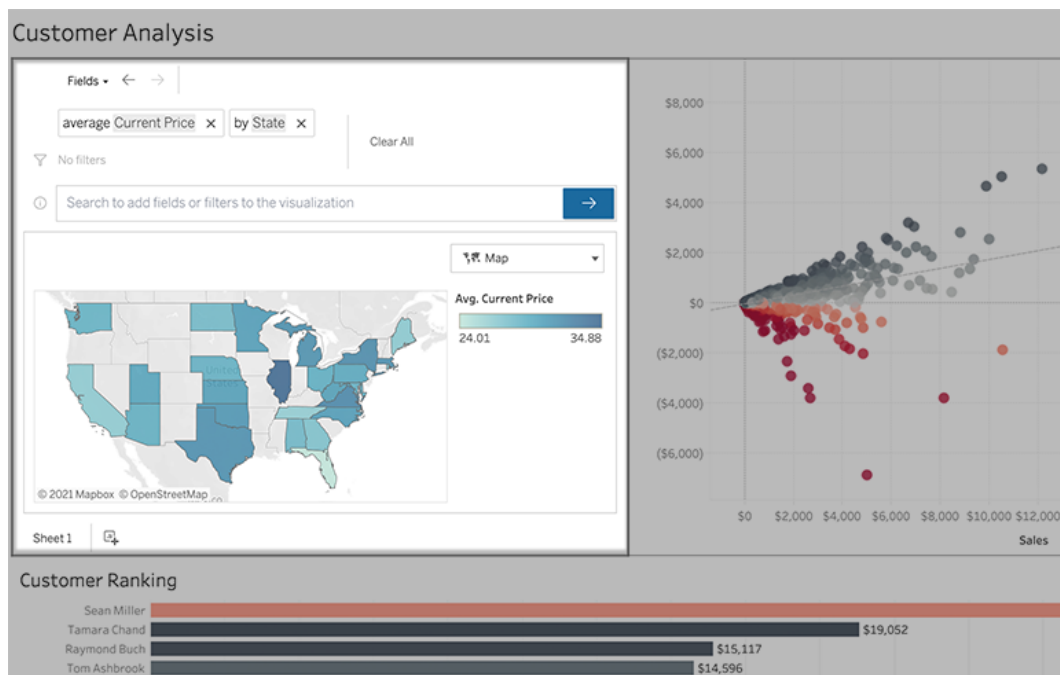 Customer Analysis
Fields
average Current Price ×
by State ×
Clear All
No filters
Search to add fields or filters to the visualization
Map
Avg. Current Price
24.01 34.88
United
States
© 2021 Mapbox © OpenStreetMap
Sheet 1
$8,000
$6,000
$4,000
$2,000
$0
($2,000)
($4,000)
($6,000)
$0 $2,000 $4,000 $6,000 $8,000 $10,000 $12,000
Sales
Customer Ranking
Sean Miller
Tamara Chand $19,052
Raymond Buch $15,117
Tom Ashbrook $14,596